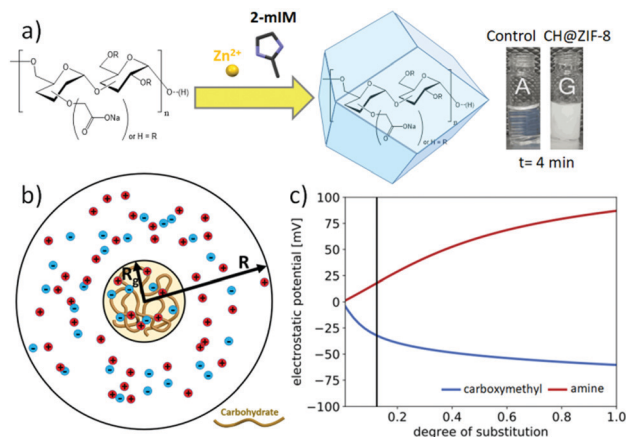 a)
Zn2+
2-mIM
Control
CH@ZIF-8
O
RO
O
O
OR
O
O
(H)
n
O
ONa
or H = R
RO
O
O
OR
O
O
(H)
n
O
ONa
or H = R
A
G
t= 4 min
b)
Rg
R
Carbohydrate
c)
electrostatic potential [mV]
100
75
50
25
0
−25
−50
−75
−100
carboxymethyl
amine
0.2
0.4
0.6
0.8
1.0
degree of substitution